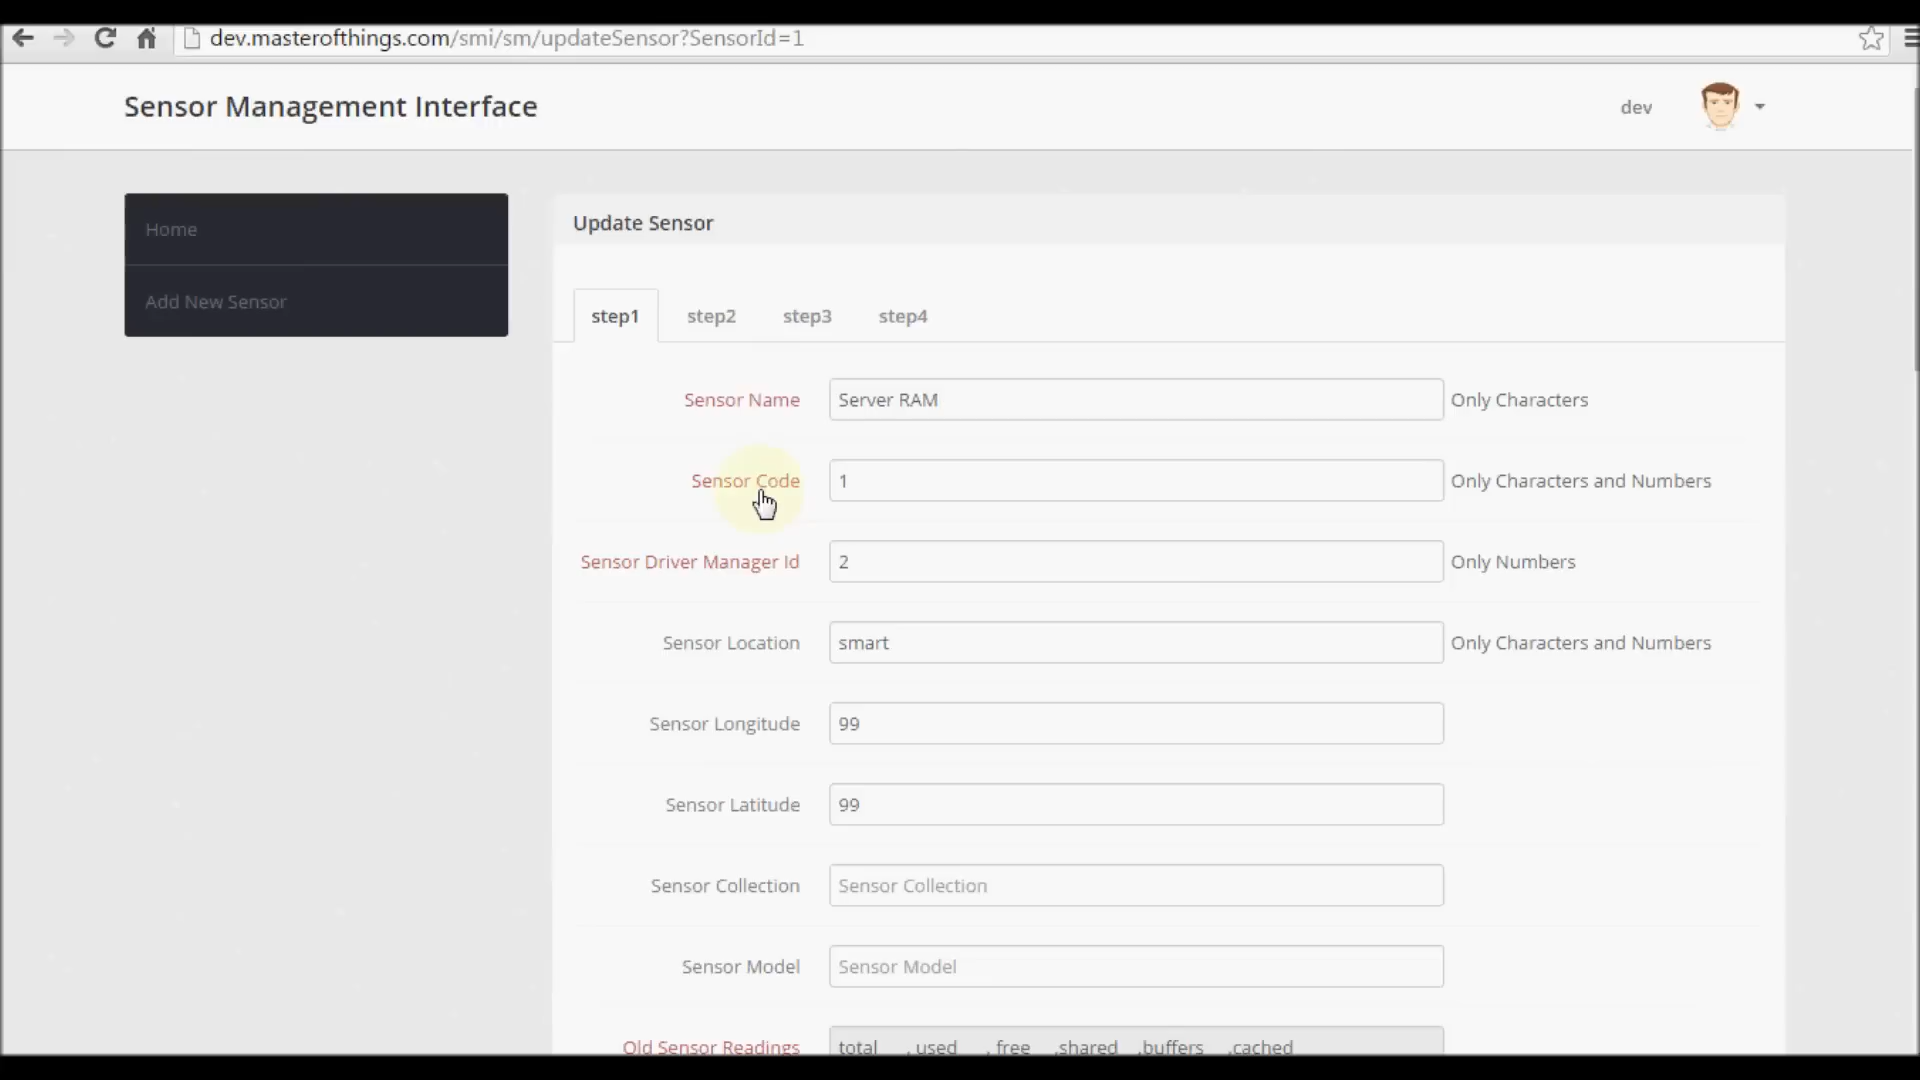 dev.masterofthings.com/smi/sm/updateSensor?SensorId=1
Sensor Management Interface
dev
Home
Add New Sensor
Update Sensor
step1 step2 step3 step4
Sensor Name Server RAM Only Characters
Sensor Code 1 Only Characters and Numbers
Sensor Driver Manager Id 2 Only Numbers
Sensor Location smart Only Characters and Numbers
Sensor Longitude 99
Sensor Latitude 99
Sensor Collection Sensor Collection
Sensor Model Sensor Model
Old Sensor Readings total ,used ,free ,shared ,buffers ,cached